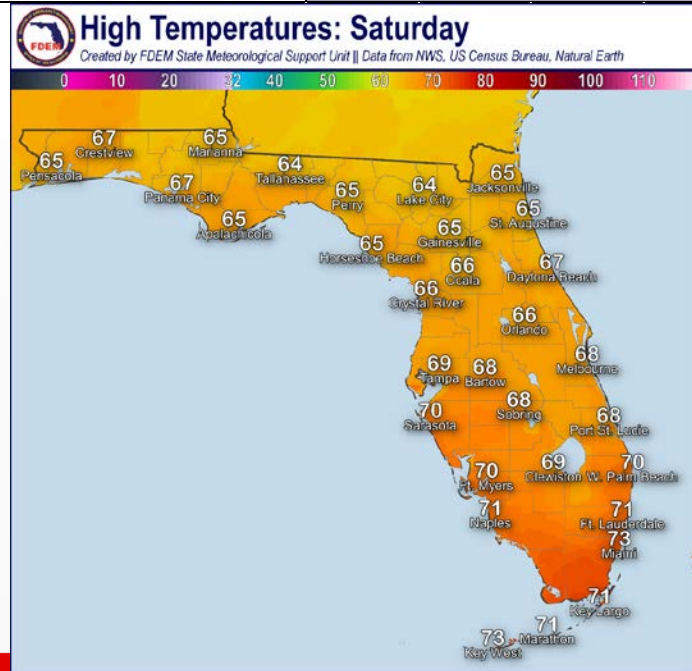 High Temperatures: Saturday
Created by FDEM State Meteorological Support Unit || Data from NWS, US Census Bureau, Natural Earth
FDEM
0 10 20 32 40 50 60 70 80 90 100 110
67
Crestview
65
Marianna
65
Pensacola
64
Tallahassee
67
Panama City
65
Perry
64
Lake City
65
Jacksonville
65
Apalachicola
65
St. Augustine
65
Gainesville
65
Horseshoe Beach
66
Ocala
67
Daytona Beach
66
Crystal River
66
Orlando
68
Melbourne
69
Tampa
68
Bartow
70
Sarasota
68
Sebring
68
Port St. Lucie
70
Ft. Myers
69
Clewiston
70
W. Palm Beach
71
Naples
71
Ft. Lauderdale
73
Miami
71
Key Largo
71
Marathon
73
Key West